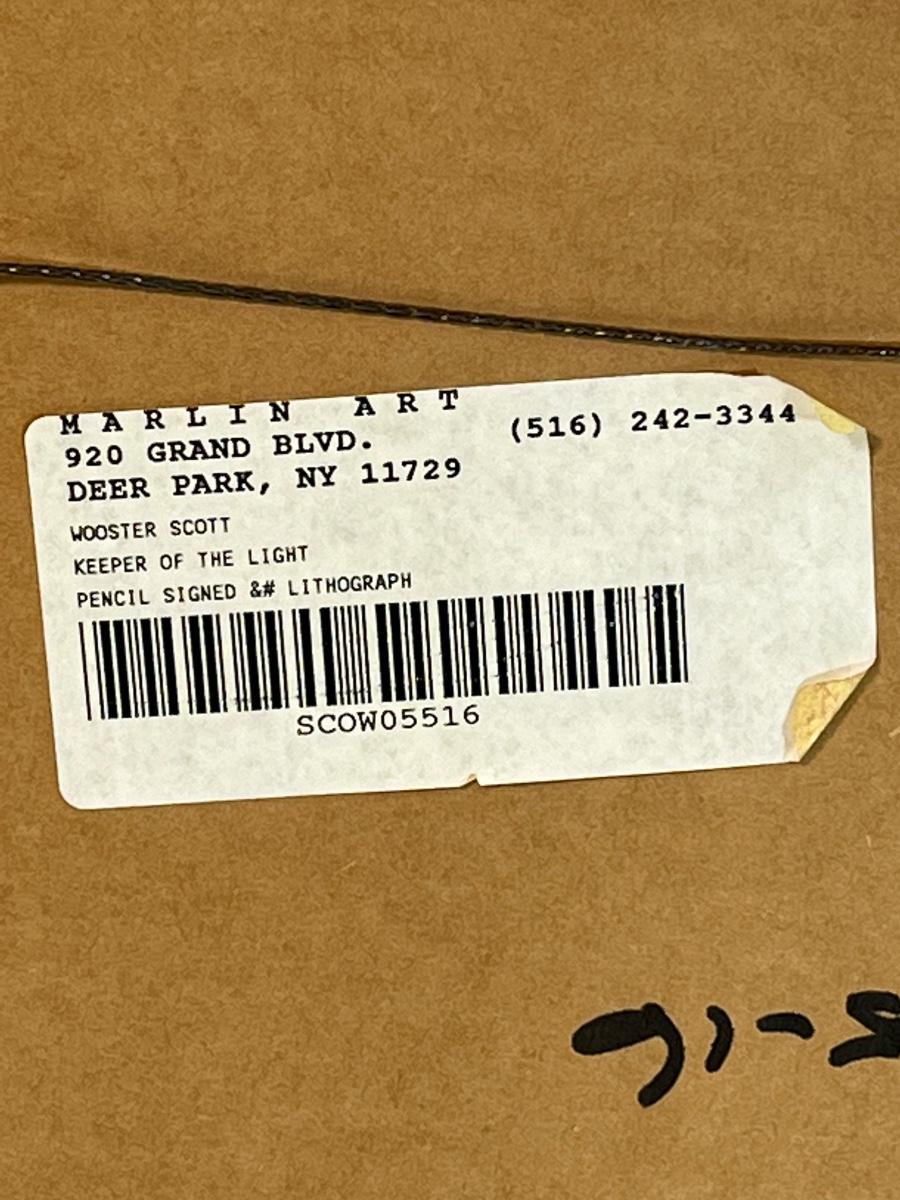 MARLIN ART
(516) 242-3344
920 GRAND BLVD.
DEER PARK, NY 11729
WOOSTER SCOTT
KEEPER OF THE LIGHT
PENCIL SIGNED &# LITHOGRAPH
SCOW05516